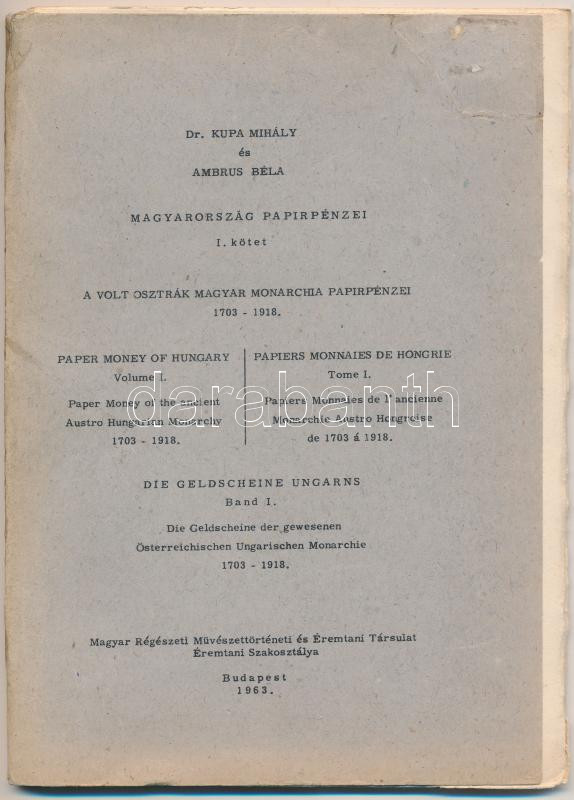 Dr. KUPA MIHÁLY
és
AMBRUS BÉLA
MAGYARORSZÁG PAPIRPÉNZEI
I. kötet
A VOLT OSZTRÁK MAGYAR MONARCHIA PAPIRPÉNZEI
1703 - 1918.
PAPER MONEY OF HUNGARY
Volume I.
Paper Money of the ancient
Austro Hungarian Monarchy
1703 - 1918.
PAPIERS MONNAIES DE HONGRIE
Tome I.
Papiers Monnaies de l'ancienne
Monarchie Austro Hongroise
de 1703 á 1918.
darabanth
DIE GELDSCHEINE UNGARNS
Band I.
Die Geldscheine der gewesenen
Österreichischen Ungarischen Monarchie
1703 - 1918.
Magyar Régészeti Müvészettörténeti és Éremtani Társulat
Éremtani Szakosztálya
Budapest
1963.